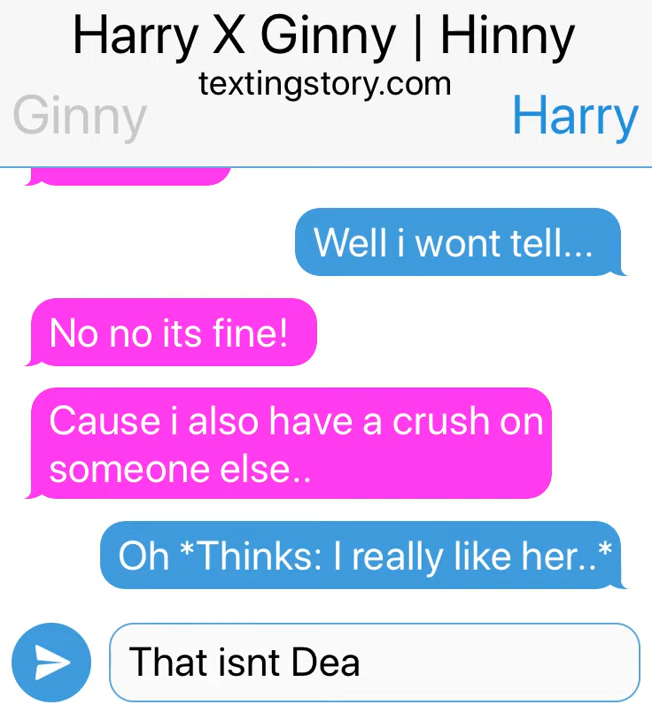 Harry X Ginny | Hinny
textingstory.com
Ginny
Harry
Well i wont tell...
No no its fine!
Cause i also have a crush on
someone else..
Oh *Thinks: I really like her..*
That isnt Dea